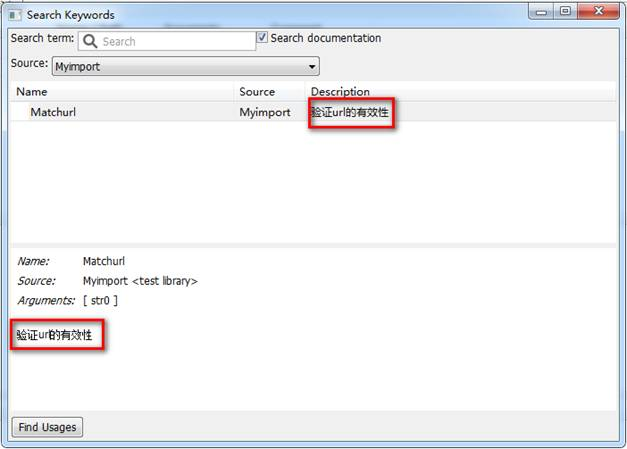 Search Keywords
Search term: Search Search documentation
Source: Myimport
Name Source Description
Matchurl Myimport 验证url的有效性
Name: Matchurl
Source: Myimport <test library>
Arguments: [ str0 ]
验证url的有效性
Find Usages